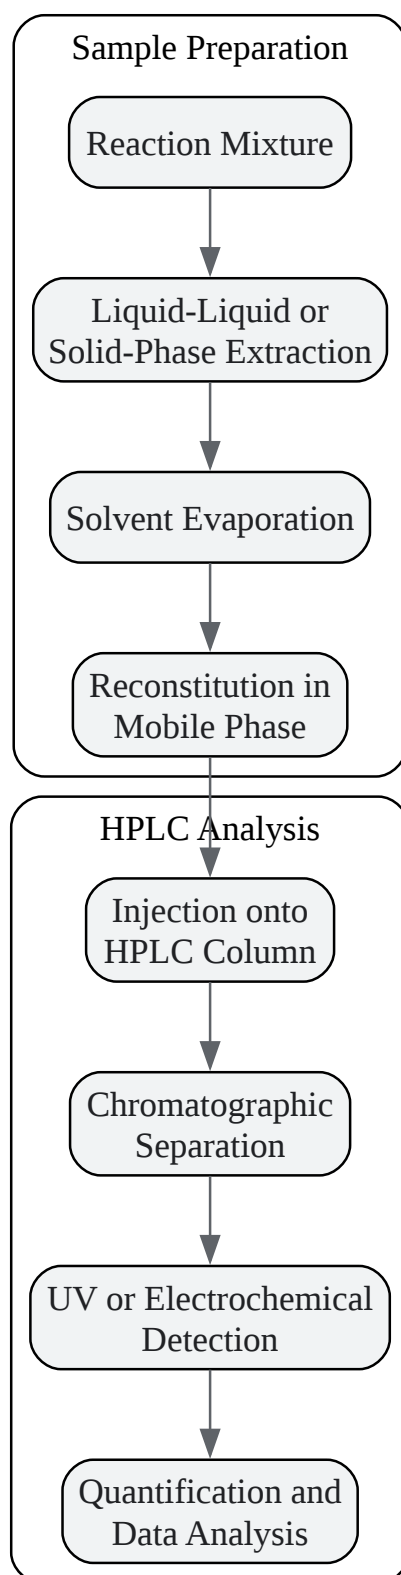 Sample Preparation
Reaction Mixture
Liquid-Liquid or
Solid-Phase Extraction
Solvent Evaporation
Reconstitution in
Mobile Phase
HPLC Analysis
Injection onto
HPLC Column
Chromatographic
Separation
UV or Electrochemical
Detection
Quantification and
Data Analysis